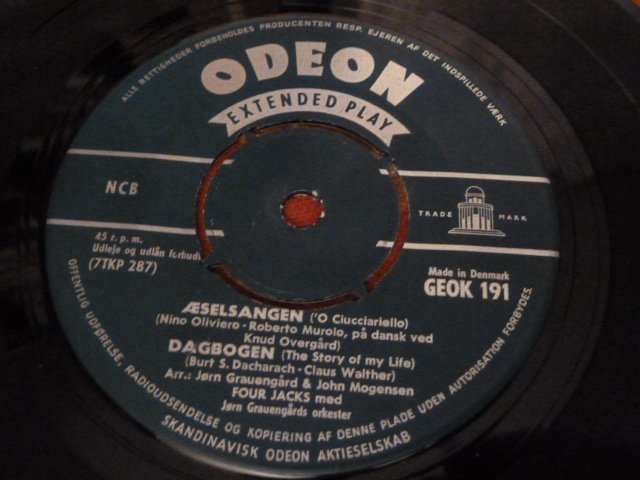 ALLE RETTIGHEDER FORBEHOLDES PRODUCENTEN RESP. EJEREN AF DET INDSPILLEDE VÆRK
ODEON
EXTENDED PLAY
NCB
TRADE MARK
45 r. p. m.
Udleje og udlån forbudt
(7TKP 287)
Made in Denmark
GEOK 191
ÆSELSANGEN ('O Ciucciariello)
(Nino Oliviero - Roberto Murolo, på dansk ved
Knud Overgård)
DAGBOGEN (The Story of my Life)
(Burt S. Dacharach - Claus Walther)
Arr.: Jørn Grauengård & John Mogensen
FOUR JACKS med
Jørn Grauengårds orkester
OFFENTLIG UDFØRELSE, RADIOUDSENDELSE OG KOPIERING AF DENNE PLADE UDEN AUTORISATION FORBYDES.
SKANDINAVISK ODEON AKTIESELSKAB